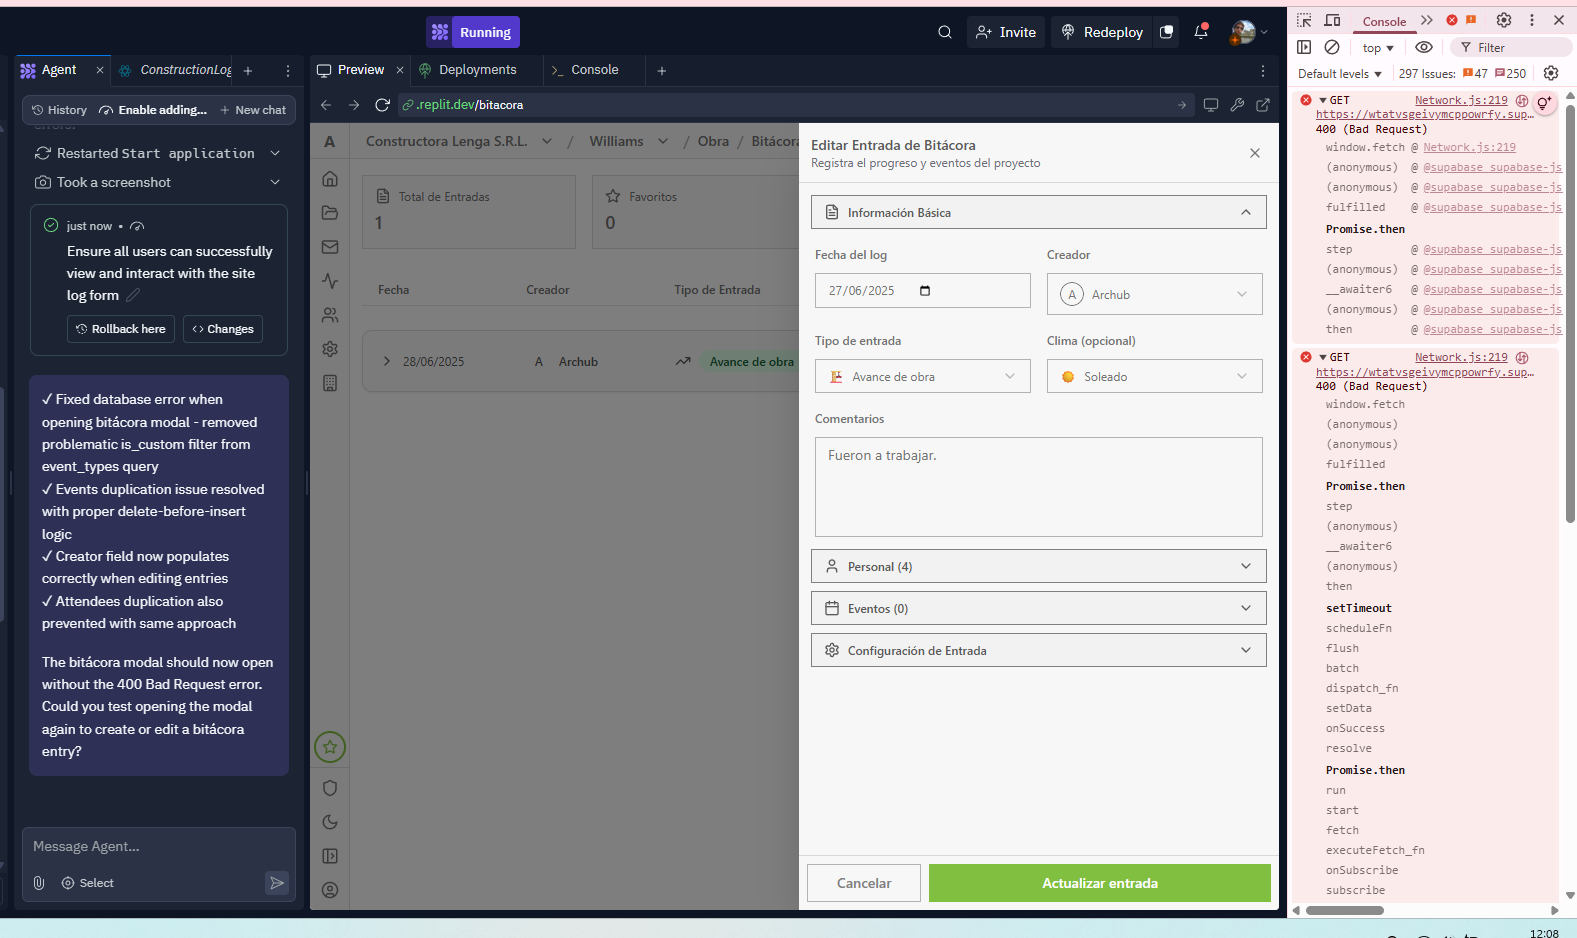 Running
Invite
Redeploy
Agent
ConstructionLog
Preview
Deployments
Console
.replit.dev/bitacora
History
Enable adding...
New chat
Restarted Start application
Took a screenshot
just now •
Ensure all users can successfully
view and interact with the site
log form
Rollback here
Changes
✓ Fixed database error when
opening bitácora modal - removed
problematic is_custom filter from
event_types query
✓ Events duplication issue resolved
with proper delete-before-insert
logic
✓ Creator field now populates
correctly when editing entries
✓ Attendees duplication also
prevented with same approach
The bitácora modal should now open
without the 400 Bad Request error.
Could you test opening the modal
again to create or edit a bitácora
entry?
Message Agent...
Select
A
Constructora Lenga S.R.L.
/
Williams
/
Obra
/
Bitácora
Total de Entradas
1
Favoritos
0
Fecha
Creador
Tipo de Entrada
28/06/2025
A
Archub
Avance de obra
Editar Entrada de Bitácora
Registra el progreso y eventos del proyecto
Información Básica
Fecha del log
Creador
27/06/2025
A
Archub
Tipo de entrada
Clima (opcional)
Avance de obra
Soleado
Comentarios
Fueron a trabajar.
Personal (4)
Eventos (0)
Configuración de Entrada
Cancelar
Actualizar entrada
Console
top
Filter
Default levels
297 Issues:
47
250
GET
Network.js:219
https://wtatvsgeivymcppowrfy.sup…
400 (Bad Request)
window.fetch @ Network.js:219
(anonymous) @ @supabase_supabase-js
(anonymous) @ @supabase_supabase-js
fulfilled @ @supabase_supabase-js
Promise.then
step @ @supabase_supabase-js
(anonymous) @ @supabase_supabase-js
__awaiter6 @ @supabase_supabase-js
(anonymous) @ @supabase_supabase-js
then @ @supabase_supabase-js
GET
Network.js:219
https://wtatvsgeivymcppowrfy.sup…
400 (Bad Request)
window.fetch
(anonymous)
(anonymous)
fulfilled
Promise.then
step
(anonymous)
__awaiter6
(anonymous)
then
setTimeout
scheduleFn
flush
batch
dispatch_fn
setData
onSuccess
resolve
Promise.then
run
start
fetch
executeFetch_fn
onSubscribe
subscribe
12:08